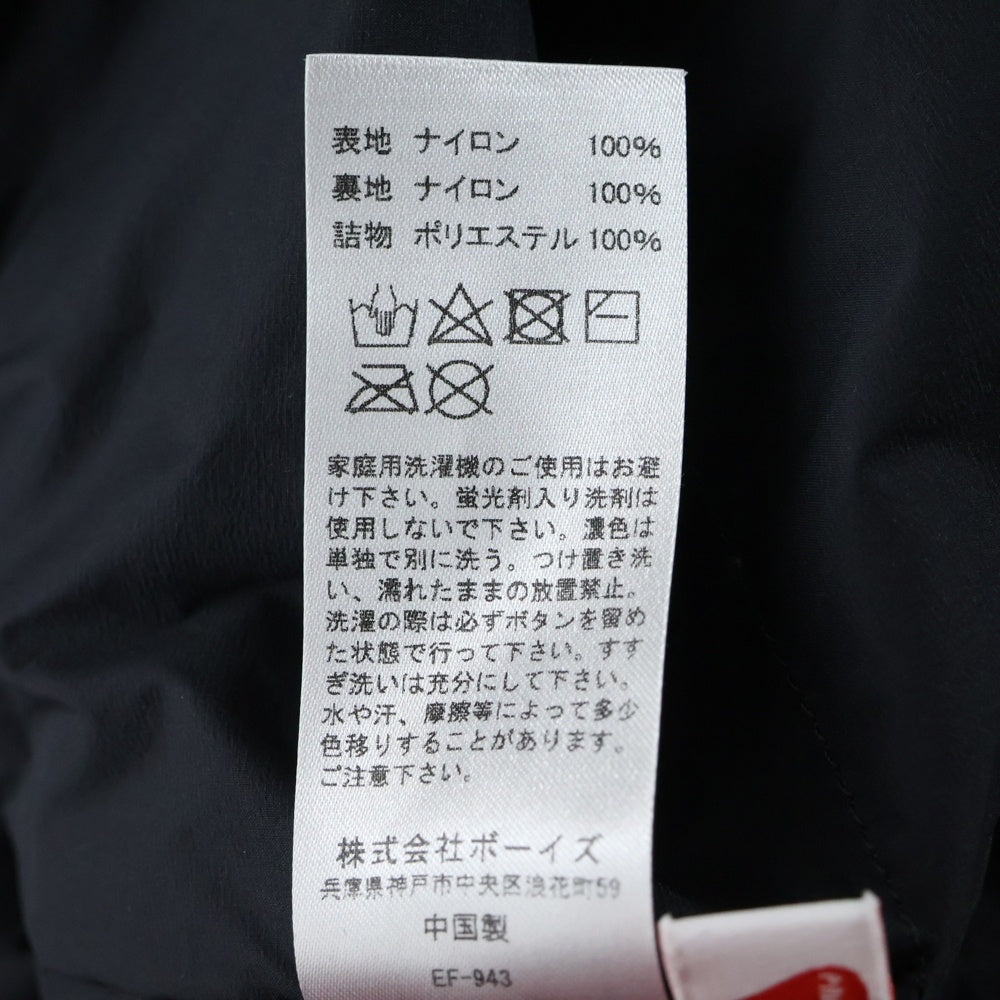 表地 ナイロン 100%
裏地 ナイロン 100%
詰物 ポリエステル 100%
家庭用洗濯機のご使用はお避
け下さい。蛍光剤入り洗剤は
使用しないで下さい。濃色は
単独で別に洗う。つけ置き洗
い、濡れたままの放置禁止。
洗濯の際は必ずボタンを留め
た状態で行って下さい。すす
ぎ洗いは充分にして下さい。
水や汗、摩擦等によって多少
色移りすることがあります。
ご注意下さい。
株式会社ボーイズ
兵庫県神戸市中央区浪花町59
中国製
EF-943